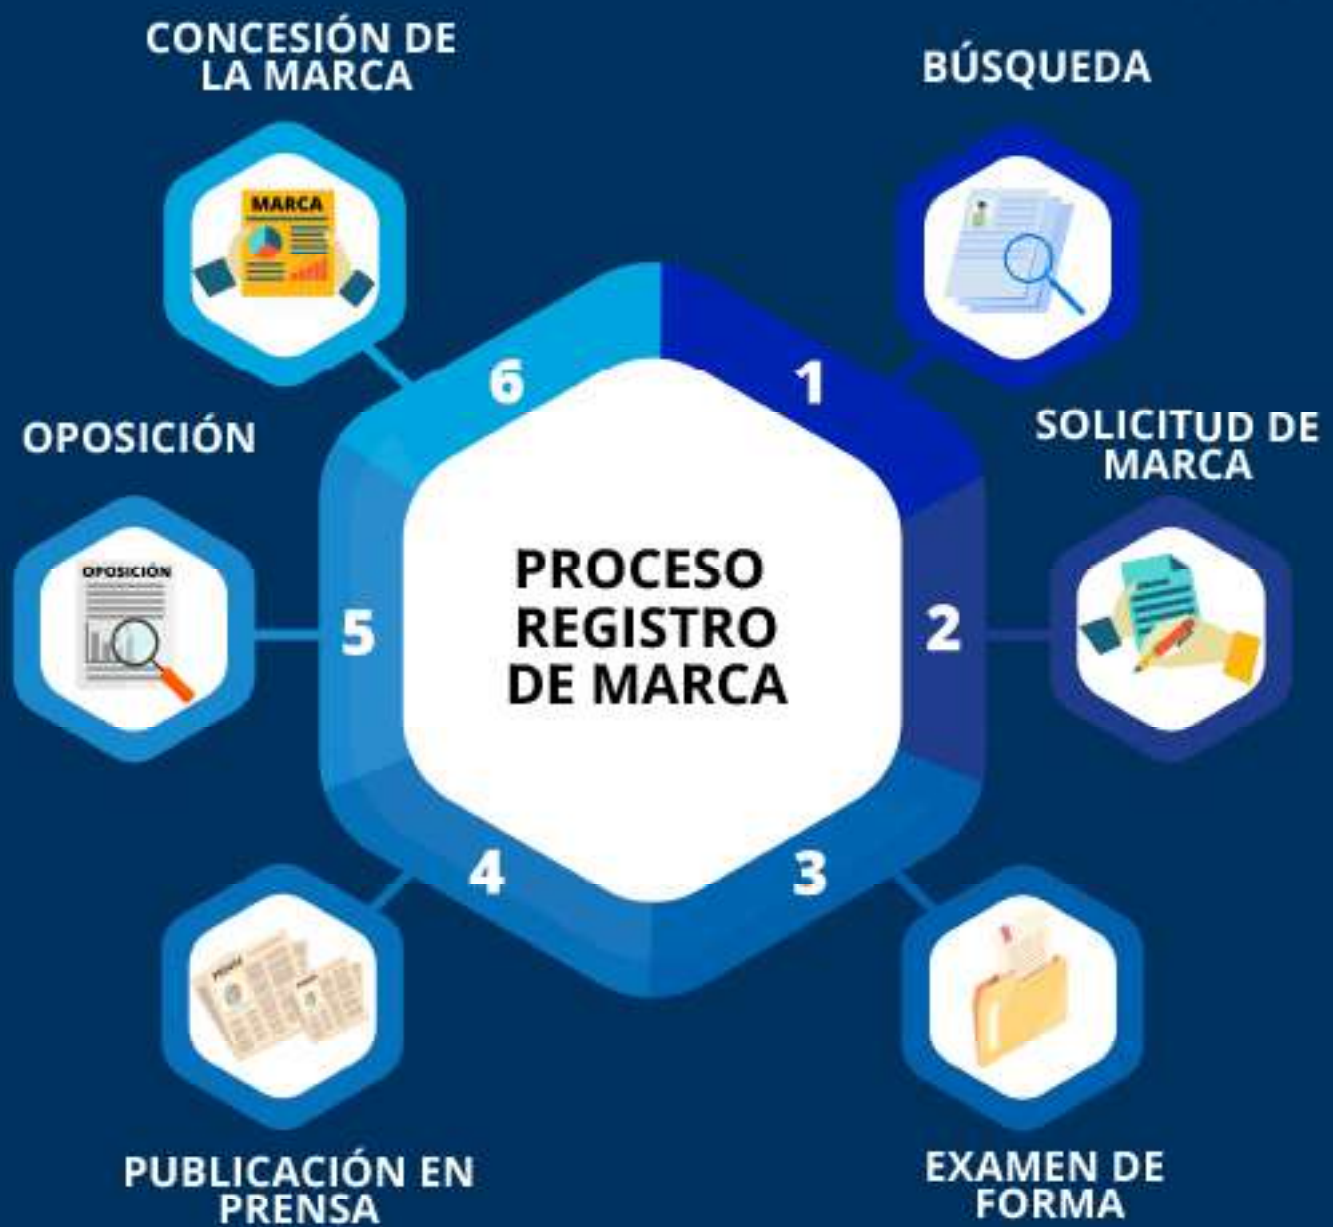 CONCESIÓN DE
LA MARCA
BÚSQUEDA
MARCA
6
1
OPOSICIÓN
SOLICITUD DE
MARCA
OPOSICIÓN
PROCESO
REGISTRO
DE MARCA
5
2
4
3
PUBLICACIÓN EN
PRENSA
EXAMEN DE
FORMA